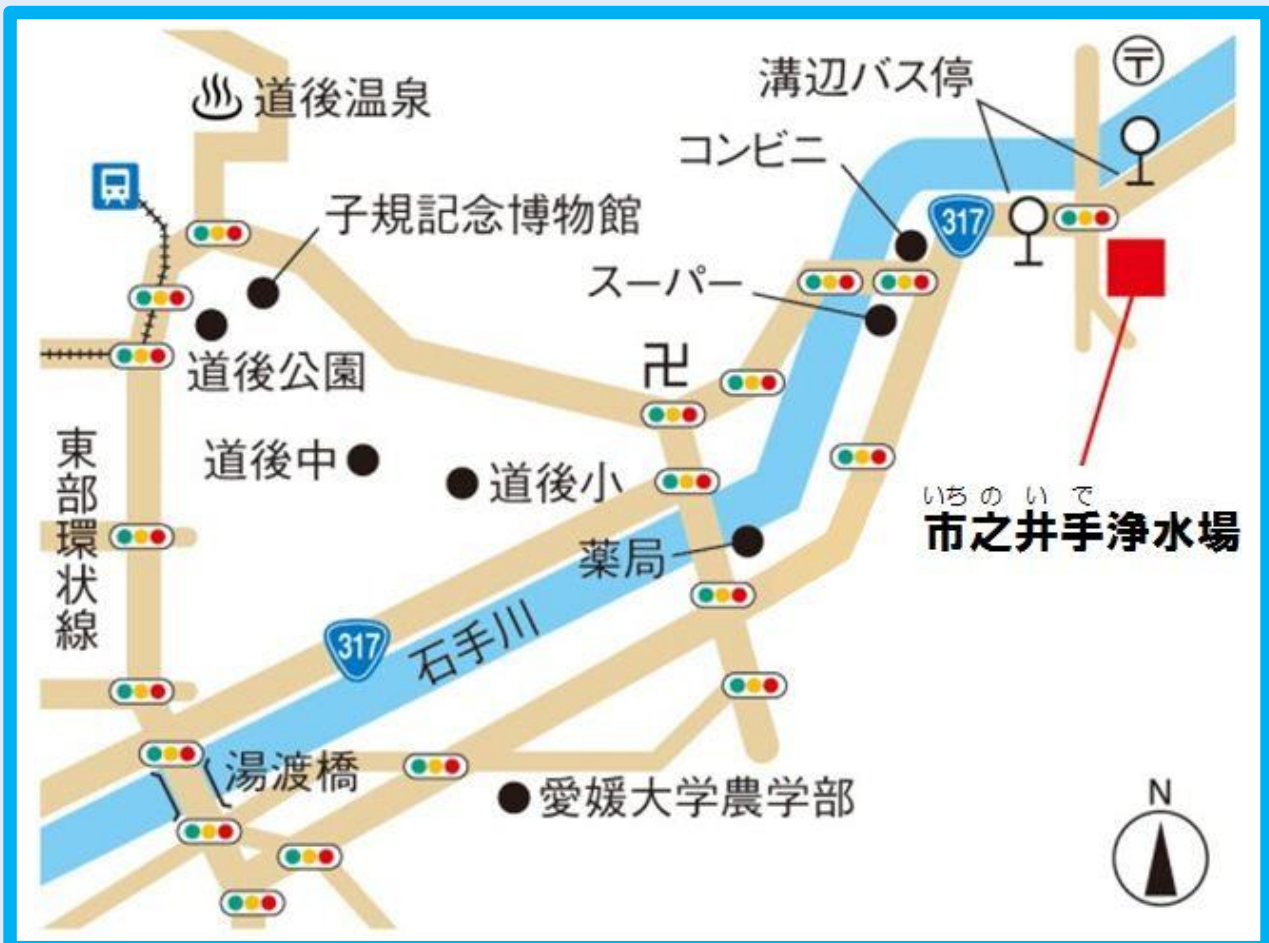 道後温泉
溝辺バス停
コンビニ
子規記念博物館
317
スーパー
道後公園
道後中
道後小
東部環状線
薬局
いちのいで
市之井手浄水場
317
石手川
湯渡橋
愛媛大学農学部
N